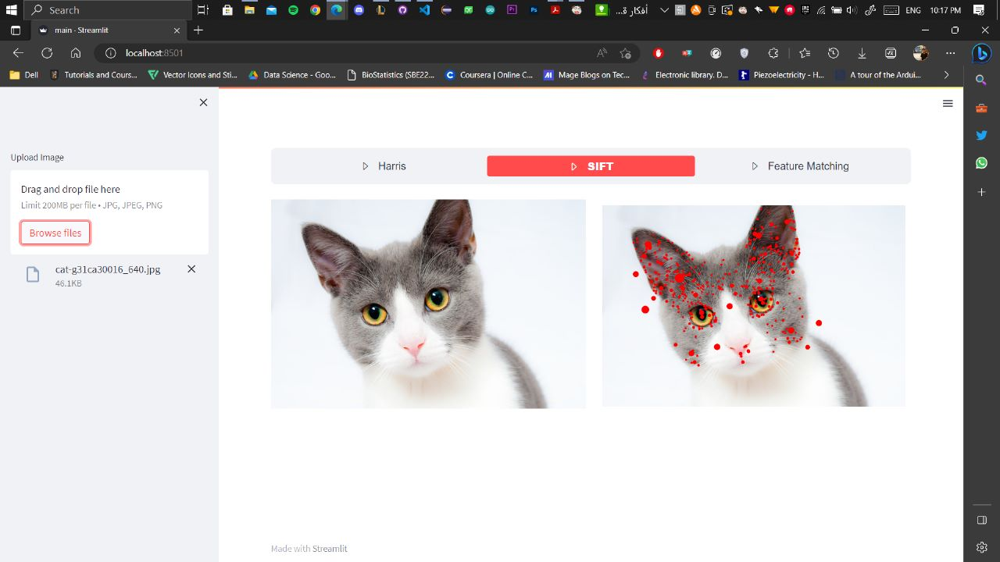 Search
افكار ق...
ENG
10:17 PM
main - Streamlit
localhost:8501
Dell
Tutorials and Cours...
Vector Icons and Sti...
Data Science - Goo...
BioStatistics (SBE22...
Coursera | Online C...
Mage Blogs on Tec...
Electronic library. D...
Piezoelectricity - H...
A tour of the Ardui...
Upload Image
Drag and drop file here
Limit 200MB per file • JPG, JPEG, PNG
Browse files
cat-g31ca30016_640.jpg
46.1KB
Harris
SIFT
Feature Matching
Made with Streamlit